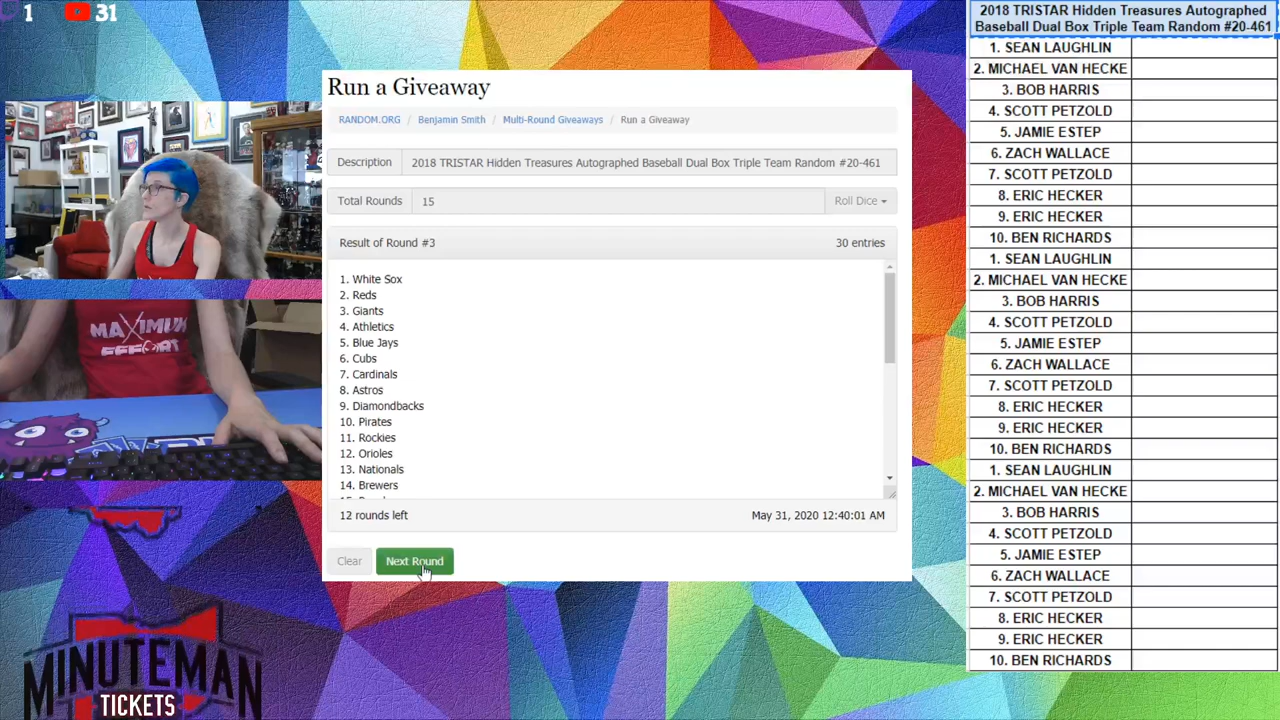 1
31
Run a Giveaway
RANDOM.ORG / Benjamin Smith / Multi-Round Giveaways / Run a Giveaway
Description 2018 TRISTAR Hidden Treasures Autographed Baseball Dual Box Triple Team Random #20-461
Total Rounds 15 Roll Dice
Result of Round #3 30 entries
1. White Sox
2. Reds
3. Giants
4. Athletics
5. Blue Jays
6. Cubs
7. Cardinals
8. Astros
9. Diamondbacks
10. Pirates
11. Rockies
12. Orioles
13. Nationals
14. Brewers
12 rounds left May 31, 2020 12:40:01 AM
Clear Next Round
MAXIMUM
EFFORT
MINUTEMAN
TICKETS
2018 TRISTAR Hidden Treasures Autographed
Baseball Dual Box Triple Team Random #20-461
1. SEAN LAUGHLIN
2. MICHAEL VAN HECKE
3. BOB HARRIS
4. SCOTT PETZOLD
5. JAMIE ESTEP
6. ZACH WALLACE
7. SCOTT PETZOLD
8. ERIC HECKER
9. ERIC HECKER
10. BEN RICHARDS
1. SEAN LAUGHLIN
2. MICHAEL VAN HECKE
3. BOB HARRIS
4. SCOTT PETZOLD
5. JAMIE ESTEP
6. ZACH WALLACE
7. SCOTT PETZOLD
8. ERIC HECKER
9. ERIC HECKER
10. BEN RICHARDS
1. SEAN LAUGHLIN
2. MICHAEL VAN HECKE
3. BOB HARRIS
4. SCOTT PETZOLD
5. JAMIE ESTEP
6. ZACH WALLACE
7. SCOTT PETZOLD
8. ERIC HECKER
9. ERIC HECKER
10. BEN RICHARDS